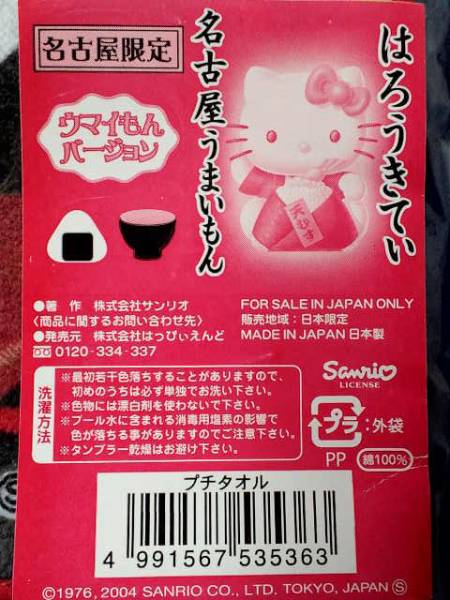 はろうきてぃ
名古屋うまいもん
名古屋限定
ウマイもん
バージョン
天むす
●著　作　株式会社サンリオ
〈商品に関するお問い合わせ先〉
●発売元　株式会社はっぴぃえんど
0120-334-337
FOR SALE IN JAPAN ONLY
販売地域：日本限定
MADE IN JAPAN 日本製
Sanrio
LICENSE
洗濯方法
※最初若干色落ちすることがありますので、
初めのうちは必ず単独でお洗い下さい。
※色物には漂白剤を使わないで下さい。
※プール水に含まれる消毒用塩素の影響で
色が落ちる事がありますのでご注意下さい。
※タンブラー乾燥はお避け下さい。
プラ：外袋
PP
綿100%
プチタオル
4 991567 535363
©1976, 2004 SANRIO CO., LTD. TOKYO, JAPAN Ⓢ